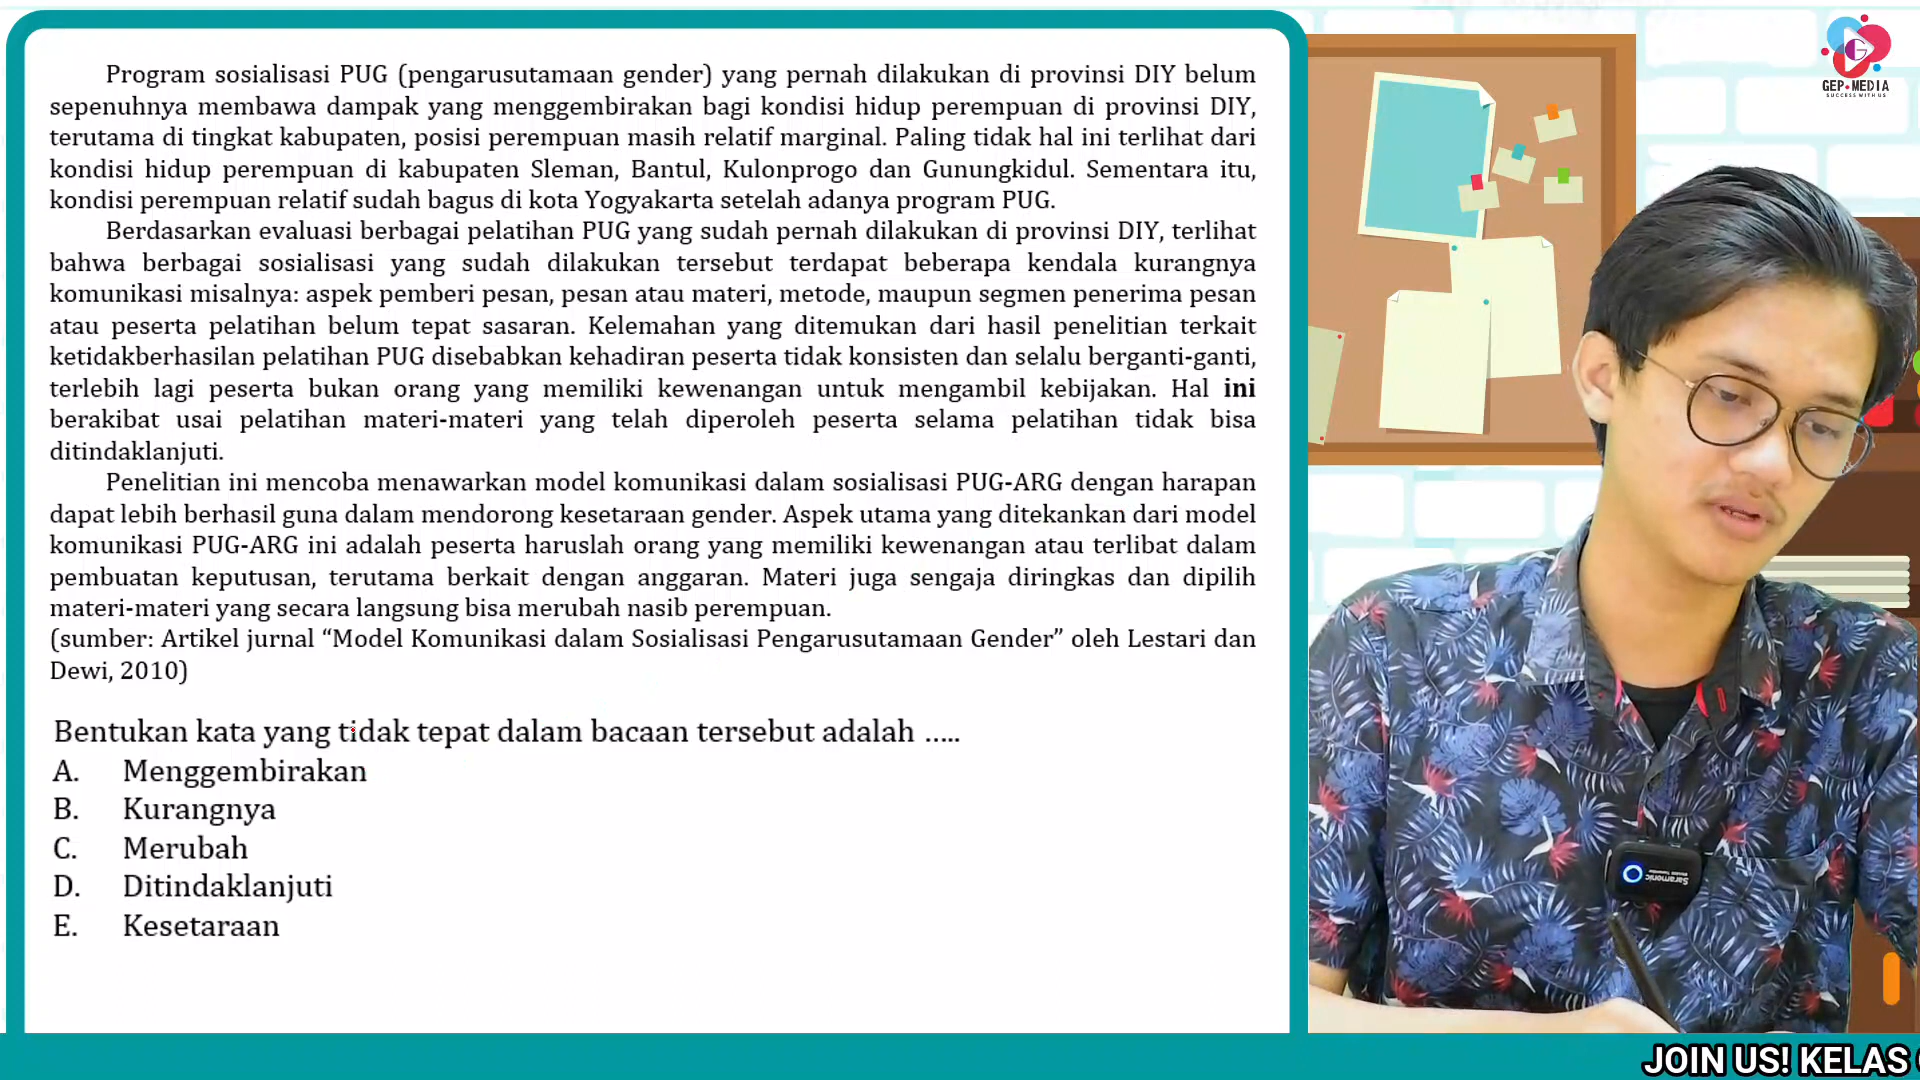 Program sosialisasi PUG (pengarusutamaan gender) yang pernah dilakukan di provinsi DIY belum
sepenuhnya membawa dampak yang menggembirakan bagi kondisi hidup perempuan di provinsi DIY,
terutama di tingkat kabupaten, posisi perempuan masih relatif marginal. Paling tidak hal ini terlihat dari
kondisi hidup perempuan di kabupaten Sleman, Bantul, Kulonprogo dan Gunungkidul. Sementara itu,
kondisi perempuan relatif sudah bagus di kota Yogyakarta setelah adanya program PUG.
Berdasarkan evaluasi berbagai pelatihan PUG yang sudah pernah dilakukan di provinsi DIY, terlihat
bahwa berbagai sosialisasi yang sudah dilakukan tersebut terdapat beberapa kendala kurangnya
komunikasi misalnya: aspek pemberi pesan, pesan atau materi, metode, maupun segmen penerima pesan
atau peserta pelatihan belum tepat sasaran. Kelemahan yang ditemukan dari hasil penelitian terkait
ketidakberhasilan pelatihan PUG disebabkan kehadiran peserta tidak konsisten dan selalu berganti-ganti,
terlebih lagi peserta bukan orang yang memiliki kewenangan untuk mengambil kebijakan. Hal ini
berakibat usai pelatihan materi-materi yang telah diperoleh peserta selama pelatihan tidak bisa
ditindaklanjuti.
Penelitian ini mencoba menawarkan model komunikasi dalam sosialisasi PUG-ARG dengan harapan
dapat lebih berhasil guna dalam mendorong kesetaraan gender. Aspek utama yang ditekankan dari model
komunikasi PUG-ARG ini adalah peserta haruslah orang yang memiliki kewenangan atau terlibat dalam
pembuatan keputusan, terutama berkait dengan anggaran. Materi juga sengaja diringkas dan dipilih
materi-materi yang secara langsung bisa merubah nasib perempuan.
(sumber: Artikel jurnal “Model Komunikasi dalam Sosialisasi Pengarusutamaan Gender” oleh Lestari dan
Dewi, 2010)
Bentukan kata yang tidak tepat dalam bacaan tersebut adalah .....
A. Menggembirakan
B. Kurangnya
C. Merubah
D. Ditindaklanjuti
E. Kesetaraan
G
GEP MEDIA
SUCCESS WITH US
Saramonic
JOIN US! KELAS